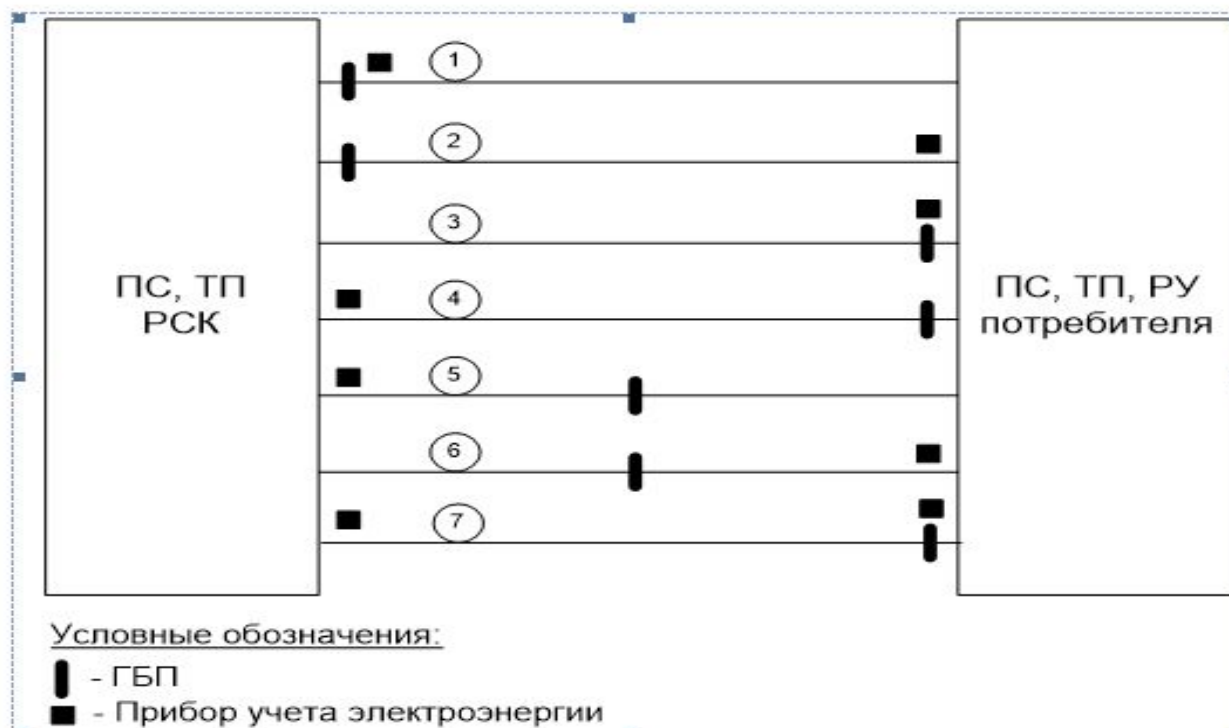 1
2
3
4
5
6
7
ПС, ТП
РСК
ПС, ТП, РУ
потребителя
Условные обозначения:
- ГБП
- Прибор учета электроэнергии